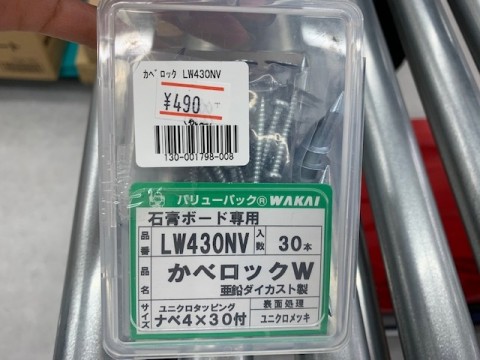 カベロック LW430NV
¥490
130-001798-008
バリューパック® WAKAI
石膏ボード専用
品番 LW430NV 入数 30本
品名 かべロックW
亜鉛ダイカスト製
サイズ ユニクロタッピング 表面処理
ナベ4×30付 ユニクロメッキ